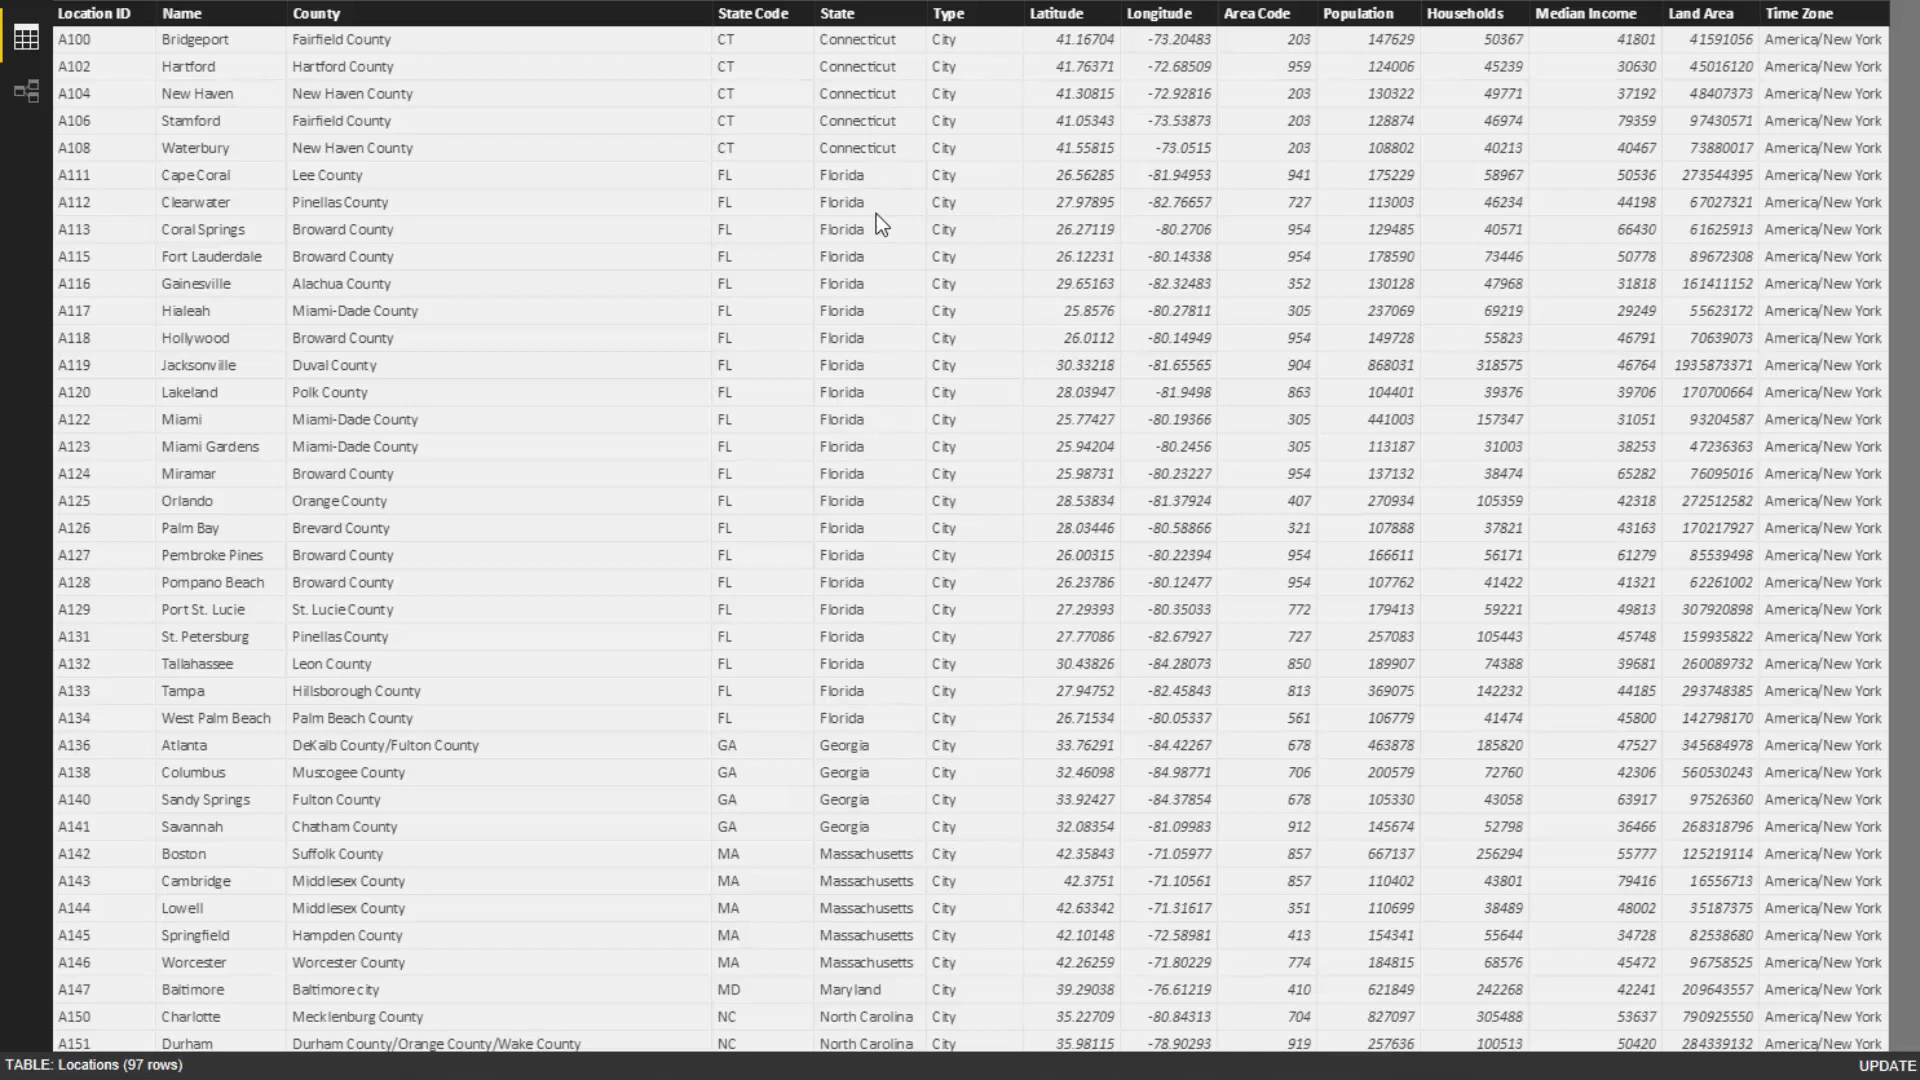 Location ID Name County State Code State Type Latitude Longitude Area Code Population Households Median Income Land Area Time Zone
A100 Bridgeport Fairfield County CT Connecticut City 41.16704 -73.20483 203 147629 50367 41801 41591056 America/New York
A102 Hartford Hartford County CT Connecticut City 41.76371 -72.68509 959 124006 45239 30630 45016120 America/New York
A104 New Haven New Haven County CT Connecticut City 41.30815 -72.92816 203 130322 49771 37192 48407373 America/New York
A106 Stamford Fairfield County CT Connecticut City 41.05343 -73.53873 203 128874 46974 79359 97430571 America/New York
A108 Waterbury New Haven County CT Connecticut City 41.55815 -73.0515 203 108802 40213 40467 73880017 America/New York
A111 Cape Coral Lee County FL Florida City 26.56285 -81.94953 941 175229 58967 50536 273544395 America/New York
A112 Clearwater Pinellas County FL Florida City 27.97895 -82.76657 727 113003 46234 44198 67027321 America/New York
A113 Coral Springs Broward County FL Florida City 26.27119 -80.2706 954 129485 40571 66430 61625913 America/New York
A115 Fort Lauderdale Broward County FL Florida City 26.12231 -80.14338 954 178590 73446 50778 89672308 America/New York
A116 Gainesville Alachua County FL Florida City 29.65163 -82.32483 352 130128 47968 31818 161411152 America/New York
A117 Hialeah Miami-Dade County FL Florida City 25.8576 -80.27811 305 237069 69219 29249 55623172 America/New York
A118 Hollywood Broward County FL Florida City 26.0112 -80.14949 954 149728 55823 46791 70639073 America/New York
A119 Jacksonville Duval County FL Florida City 30.33218 -81.65565 904 868031 318575 46764 1935873371 America/New York
A120 Lakeland Polk County FL Florida City 28.03947 -81.9498 863 104401 39376 39706 170700664 America/New York
A122 Miami Miami-Dade County FL Florida City 25.77427 -80.19366 305 441003 157347 31051 93204587 America/New York
A123 Miami Gardens Miami-Dade County FL Florida City 25.94204 -80.2456 305 113187 31003 38253 47236363 America/New York
A124 Miramar Broward County FL Florida City 25.98731 -80.23227 954 137132 38474 65282 76095016 America/New York
A125 Orlando Orange County FL Florida City 28.53834 -81.37924 407 270934 105359 42318 272512582 America/New York
A126 Palm Bay Brevard County FL Florida City 28.03446 -80.58866 321 107888 37821 43163 170217927 America/New York
A127 Pembroke Pines Broward County FL Florida City 26.00315 -80.22394 954 166611 56171 61279 85539498 America/New York
A128 Pompano Beach Broward County FL Florida City 26.23786 -80.12477 954 107762 41422 41321 62261002 America/New York
A129 Port St. Lucie St. Lucie County FL Florida City 27.29393 -80.35033 772 179413 59221 49813 307920898 America/New York
A131 St. Petersburg Pinellas County FL Florida City 27.77086 -82.67927 727 257083 105443 45748 159935822 America/New York
A132 Tallahassee Leon County FL Florida City 30.43826 -84.28073 850 189907 74388 39681 260089732 America/New York
A133 Tampa Hillsborough County FL Florida City 27.94752 -82.45843 813 369075 142232 44185 293748385 America/New York
A134 West Palm Beach Palm Beach County FL Florida City 26.71534 -80.05337 561 106779 41474 45800 142798170 America/New York
A136 Atlanta DeKalb County/Fulton County GA Georgia City 33.76291 -84.42267 678 463878 185820 47527 345684978 America/New York
A138 Columbus Muscogee County GA Georgia City 32.46098 -84.98771 706 200579 72760 42306 560530243 America/New York
A140 Sandy Springs Fulton County GA Georgia City 33.92427 -84.37854 678 105330 43058 63917 97526360 America/New York
A141 Savannah Chatham County GA Georgia City 32.08354 -81.09983 912 145674 52798 36466 268318796 America/New York
A142 Boston Suffolk County MA Massachusetts City 42.35843 -71.05977 857 667137 256294 55777 125219114 America/New York
A143 Cambridge Middlesex County MA Massachusetts City 42.3751 -71.10561 857 110402 43801 79416 16556713 America/New York
A144 Lowell Middlesex County MA Massachusetts City 42.63342 -71.31617 351 110699 38489 48002 35187375 America/New York
A145 Springfield Hampden County MA Massachusetts City 42.10148 -72.58981 413 154341 55644 34728 82538680 America/New York
A146 Worcester Worcester County MA Massachusetts City 42.26259 -71.80229 774 184815 68576 45472 96758525 America/New York
A147 Baltimore Baltimore city MD Maryland City 39.29038 -76.61219 410 621849 242268 42241 209643557 America/New York
A150 Charlotte Mecklenburg County NC North Carolina City 35.22709 -80.84313 704 827097 305488 53637 790925550 America/New York
A151 Durham Durham County/Orange County/Wake County NC North Carolina City 35.98115 -78.90293 919 257636 100513 50420 284339132 America/New York
TABLE: Locations (97 rows) UPDATE